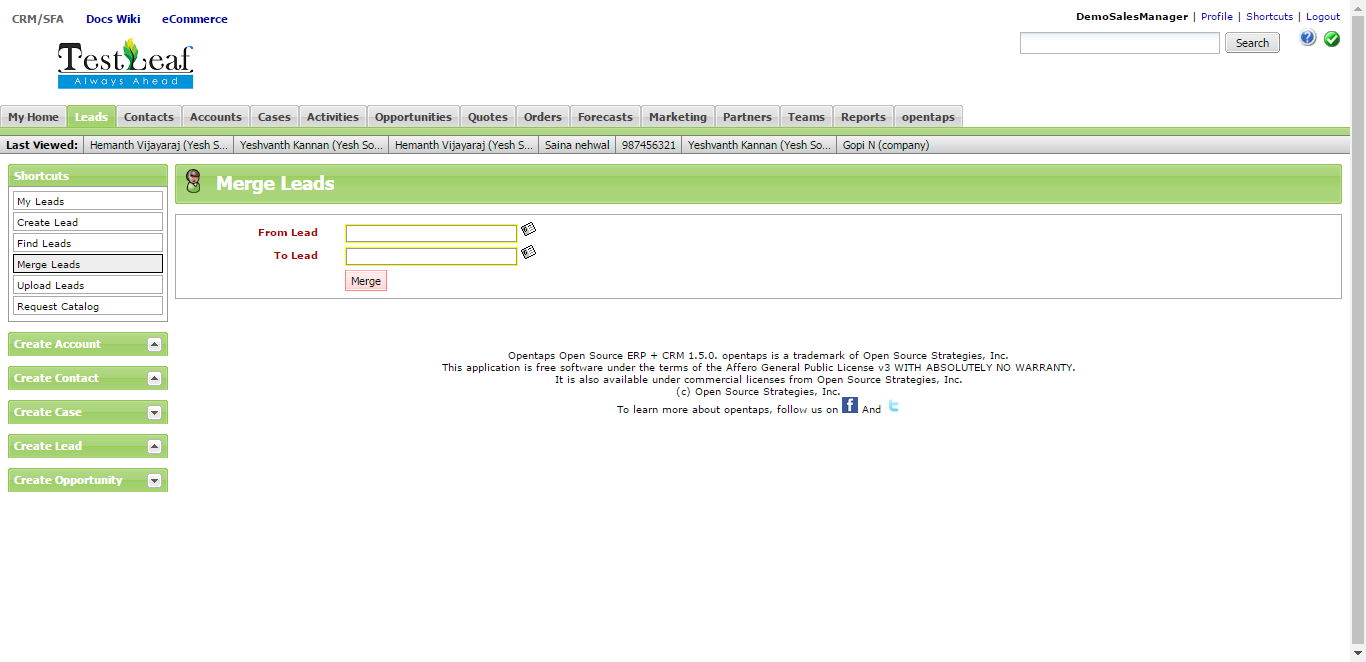 CRM/SFA Docs Wiki eCommerce
DemoSalesManager | Profile | Shortcuts | Logout
TestLeaf
Always Ahead
Search
My Home Leads Contacts Accounts Cases Activities Opportunities Quotes Orders Forecasts Marketing Partners Teams Reports opentaps
Last Viewed: Hemanth Vijayaraj (Yesh S... Yeshvanth Kannan (Yesh So... Hemanth Vijayaraj (Yesh S... Saina nehwal 987456321 Yeshvanth Kannan (Yesh So... Gopi N (company)
Shortcuts
My Leads
Create Lead
Find Leads
Merge Leads
Upload Leads
Request Catalog
Create Account
Create Contact
Create Case
Create Lead
Create Opportunity
Merge Leads
From Lead
To Lead
Merge
Opentaps Open Source ERP + CRM 1.5.0. opentaps is a trademark of Open Source Strategies, Inc.
This application is free software under the terms of the Affero General Public License v3 WITH ABSOLUTELY NO WARRANTY.
It is also available under commercial licenses from Open Source Strategies, Inc.
(c) Open Source Strategies, Inc.
To learn more about opentaps, follow us on f And t